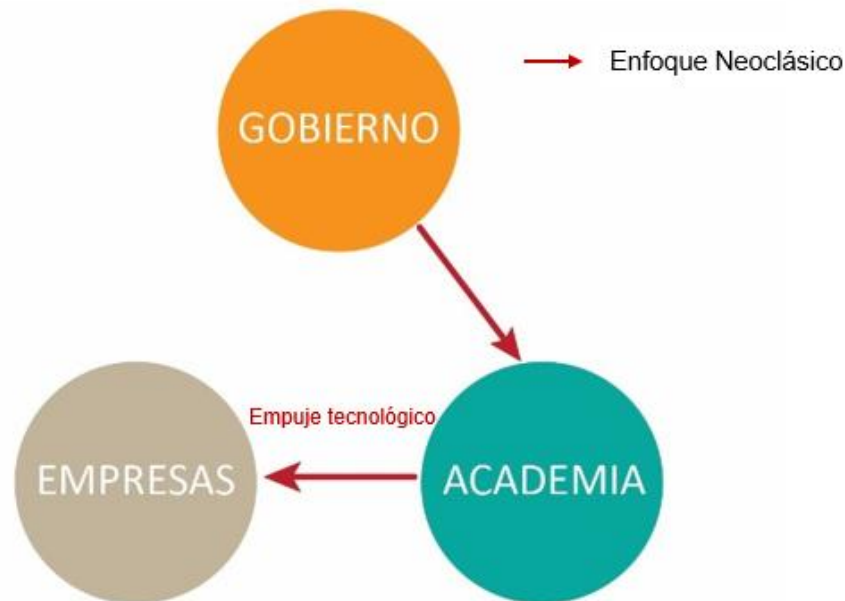 GOBIERNO
Enfoque Neoclásico
Empuje tecnológico
EMPRESAS
ACADEMIA